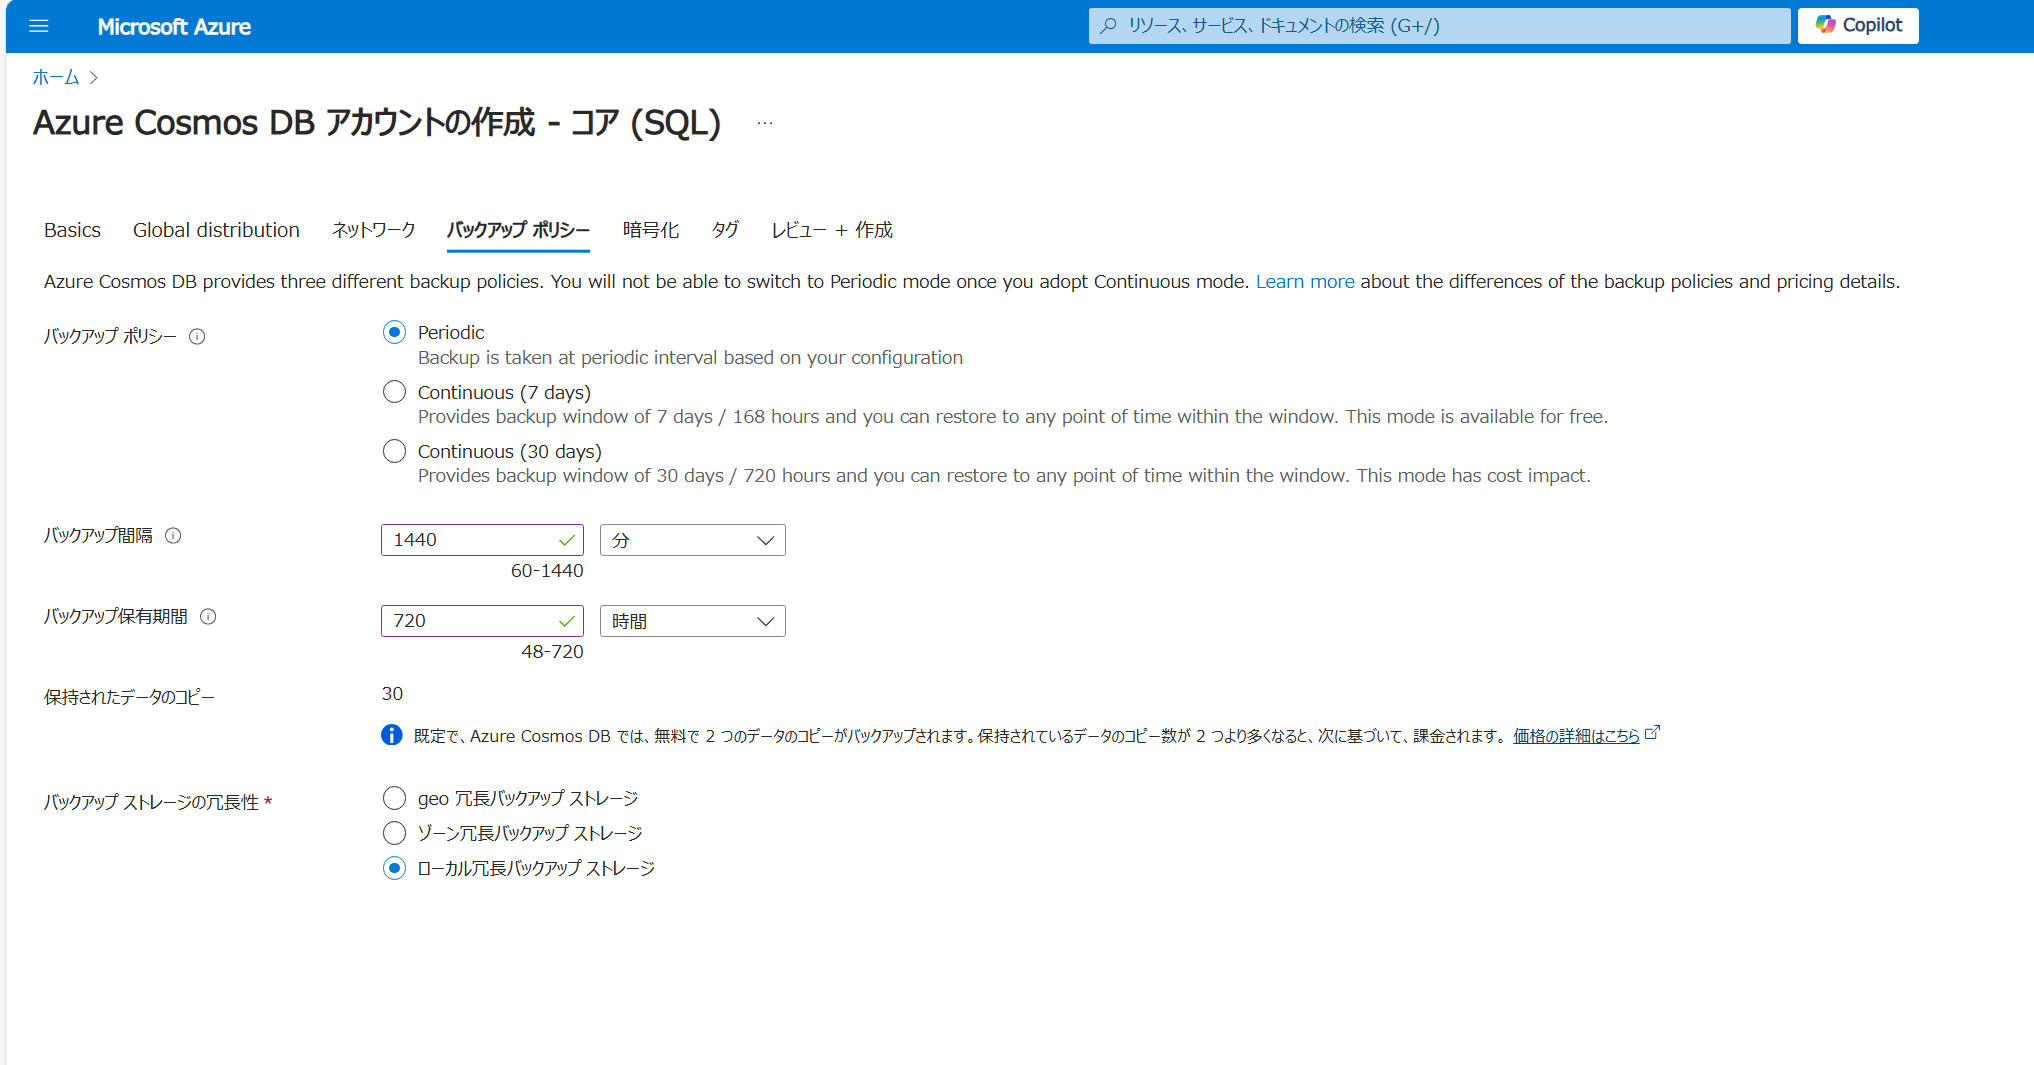 Microsoft Azure
リソース、サービス、ドキュメントの検索 (G+/)
Copilot
ホーム
Azure Cosmos DB アカウントの作成 - コア (SQL) ...
Basics Global distribution ネットワーク バックアップ ポリシー 暗号化 タグ レビュー + 作成
Azure Cosmos DB provides three different backup policies. You will not be able to switch to Periodic mode once you adopt Continuous mode. Learn more about the differences of the backup policies and pricing details.
バックアップ ポリシー
Periodic
Backup is taken at periodic interval based on your configuration
Continuous (7 days)
Provides backup window of 7 days / 168 hours and you can restore to any point of time within the window. This mode is available for free.
Continuous (30 days)
Provides backup window of 30 days / 720 hours and you can restore to any point of time within the window. This mode has cost impact.
バックアップ間隔
1440 分
60-1440
バックアップ保有期間
720 時間
48-720
保持されたデータのコピー
30
既定で、Azure Cosmos DB では、無料で 2 つのデータのコピーがバックアップされます。保持されているデータのコピー数が 2 つより多くなると、次に基づいて、課金されます。 価格の詳細はこちら
バックアップ ストレージの冗長性 *
geo 冗長バックアップ ストレージ
ゾーン冗長バックアップ ストレージ
ローカル冗長バックアップ ストレージ